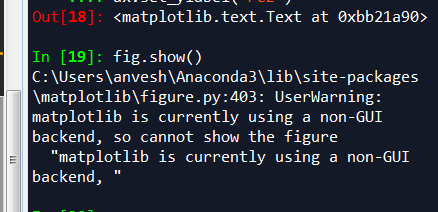 Out[18]: <matplotlib.text.Text at 0xbb21a90>
In [19]: fig.show()
C:\Users\anvesh\Anaconda3\lib\site-packages
\matplotlib\figure.py:403: UserWarning:
matplotlib is currently using a non-GUI
backend, so cannot show the figure
  "matplotlib is currently using a non-GUI
backend, "